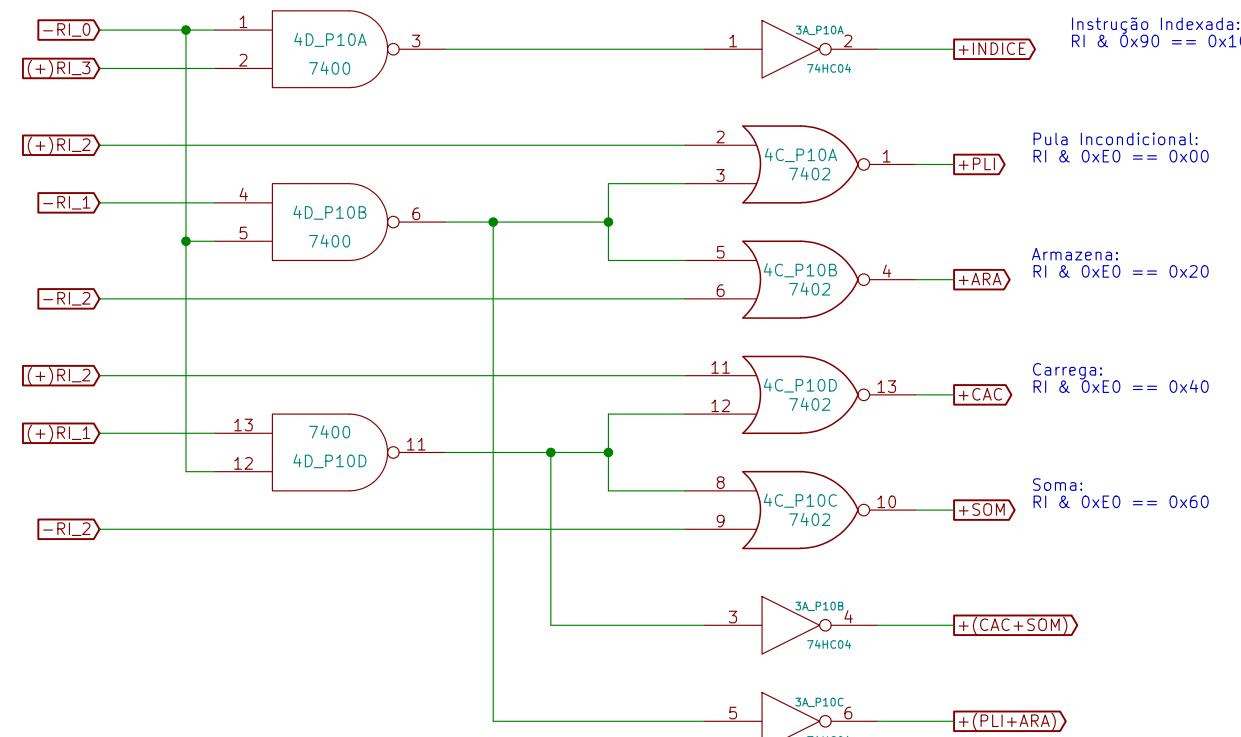 -RI_0
1
4D_P10A
7400
3
(+)RI_3
2
1
3A_P10A
2
74HC04
+INDICE
Instrução Indexada:
RI & 0x90 == 0x1
(+)RI_2
2
4C_P10A
7402
3
1
+PLI
Pula Incondicional:
RI & 0xE0 == 0x00
-RI_1
4
4D_P10B
7400
5
6
5
4C_P10B
7402
6
4
+ARA
Armazena:
RI & 0xE0 == 0x20
-RI_2
(+)RI_2
11
4C_P10D
7402
12
13
+CAC
Carrega:
RI & 0xE0 == 0x40
(+)RI_1
13
7400
4D_P10D
12
11
8
4C_P10C
7402
9
10
+SOM
Soma:
RI & 0xE0 == 0x60
-RI_2
3
3A_P10B
4
74HC04
+(CAC+SOM)
5
3A_P10C
6
+(PLI+ARA)